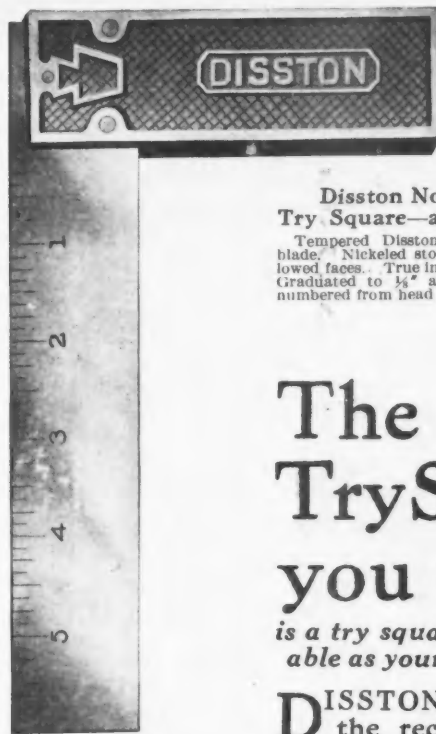 DISSTON
1
2
3
4
5
Disston No
Try Square—a
Tempered Disston
blade. Nickeled sto
lowed faces. True in
Graduated to ⅛" a
numbered from head
The
TryS
you
is a try squa
able as your
DISSTON
the rec